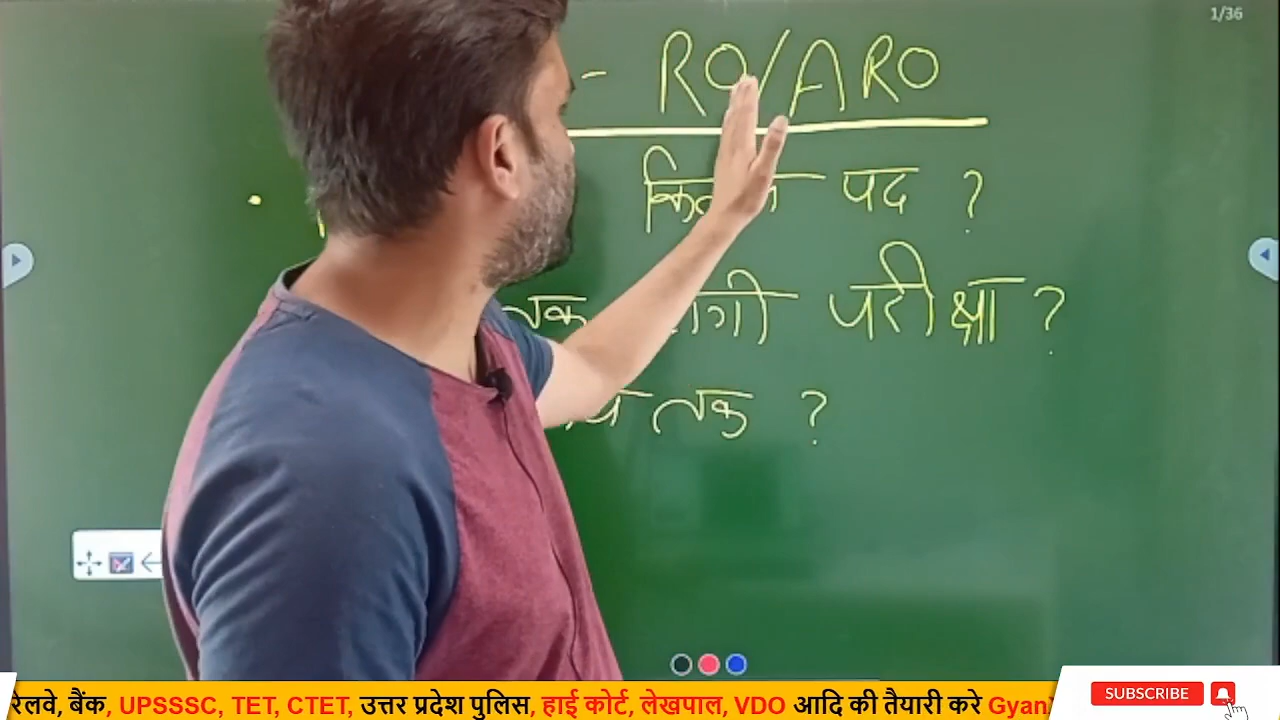 1/36
- RO/ARO
पद ?
तक परीक्षा ?
तक ?
रेलवे, बैंक, UPSSSC, TET, CTET, उत्तर प्रदेश पुलिस, हाई कोर्ट, लेखपाल, VDO आदि की तैयारी करे Gyan
SUBSCRIBE